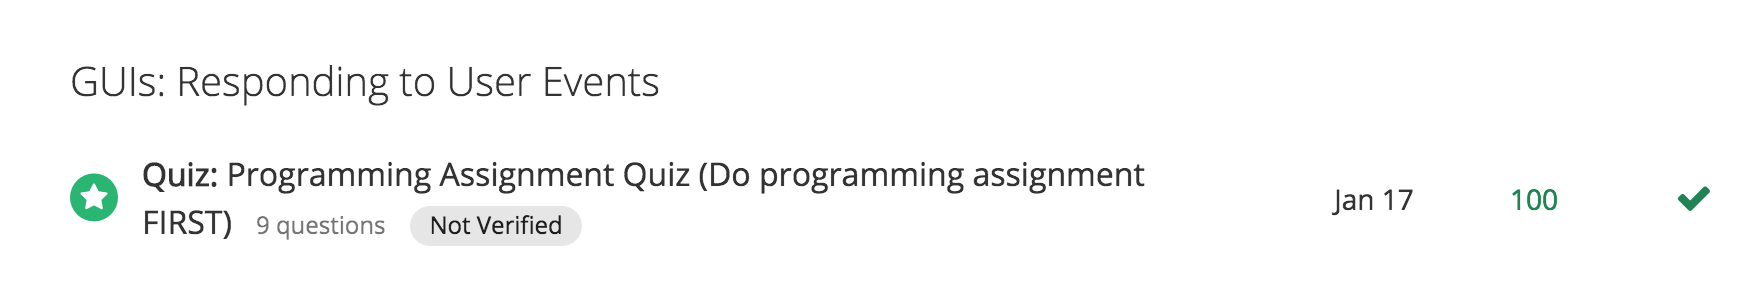 GUIs: Responding to User Events
Quiz: Programming Assignment Quiz (Do programming assignment
FIRST) 9 questions Not Verified
Jan 17 100